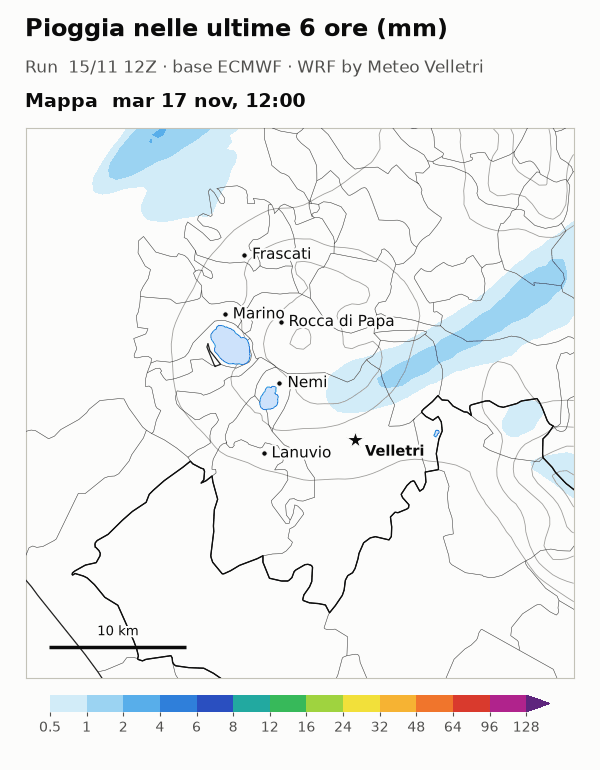 Pioggia nelle ultime 6 ore (mm)
Run  15/11 12Z · base ECMWF · WRF by Meteo Velletri
Mappa  mar 17 nov, 12:00
Frascati
Marino
Rocca di Papa
Nemi
Velletri
Lanuvio
10 km
0.5 1 2 4 6 8 12 16 24 32 48 64 96 128